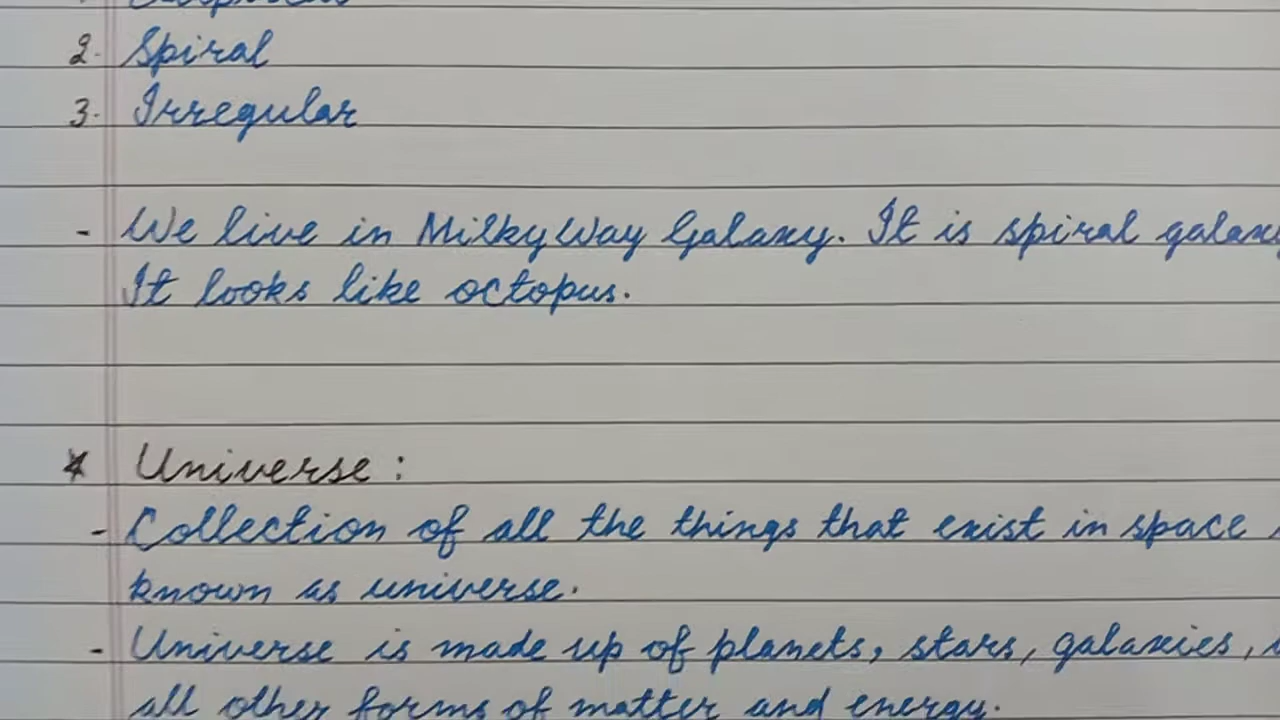 2. Spiral
3. Irregular
- We live in Milky Way Galaxy. It is spiral galaxy
It looks like octopus.
* Universe :
- Collection of all the things that exist in space
known as universe.
- Universe is made up of planets, stars, galaxies,
all other forms of matter and energy.